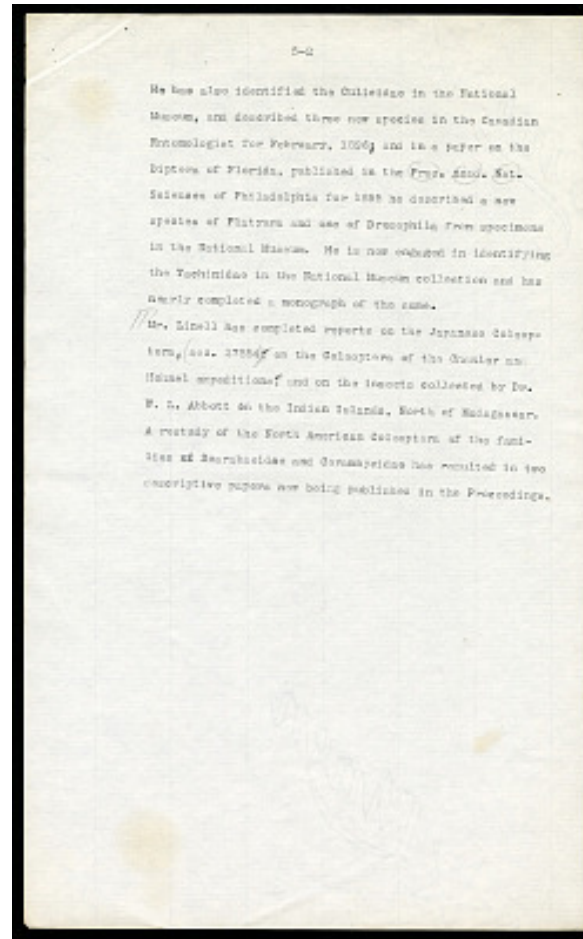 5-2
He has also identified the Culicidae in the National
Museum, and described three new species in the Canadian
Entomologist for February, 1896; and in a paper on the
Diptera of Florida, published in the Proc. Acad. Nat.
Sciences of Philadelphia for 1895 he described a new
species of and one of Drosophila from specimens
in the National Museum. He is now engaged in identifying
the Tachinidae in the National Museum collection and has
nearly completed a monograph of the same.
Mr. Linell has completed reports on the Japanese Coleop-
tera, (acc. on the Coleoptera of the Chanler and
Höhnel expeditions, and on the insects collected by Dr.
W. L. Abbott on the Indian Islands, North of Madagascar.
A restudy of the North American Coleoptera of the fami-
lies of Scarabaeidae and has resulted in two
descriptive papers now being published in the Proceedings.